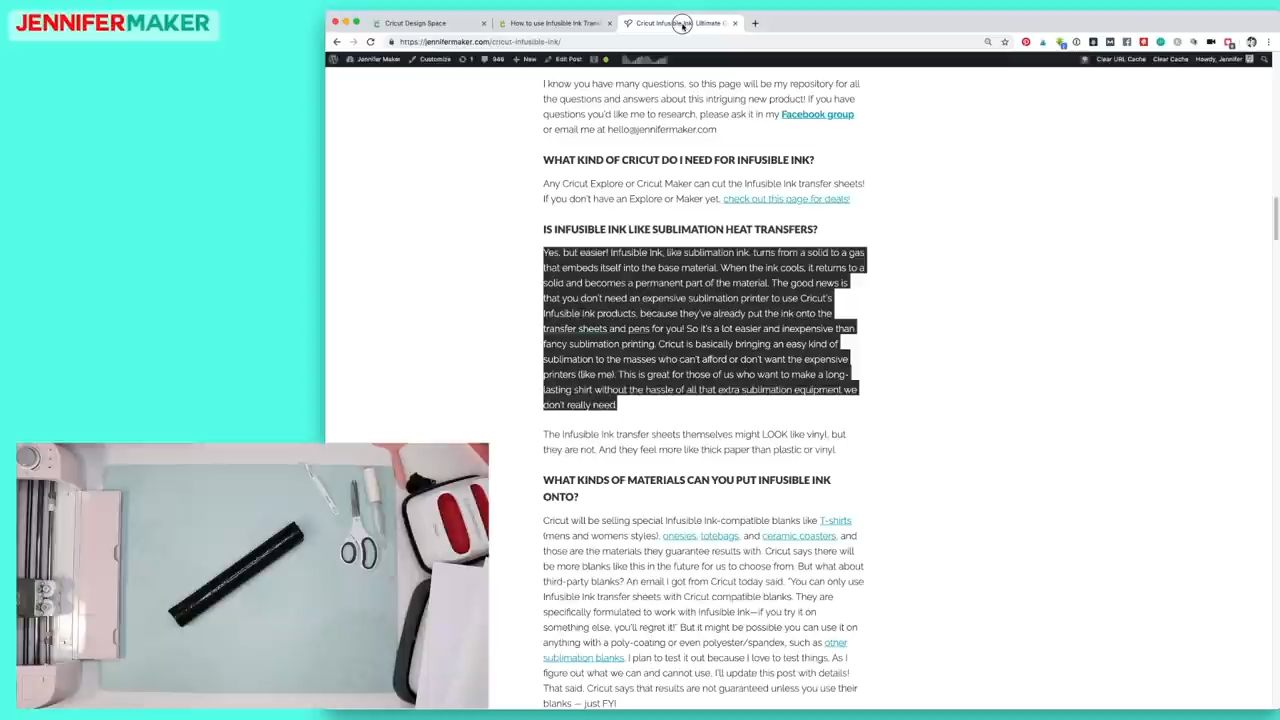 JENNIFERMAKER
Cricut Design Space
How to use Infusible Ink Transf
Cricut Infusible Ink Ultimate G
https://jennifermaker.com/cricut-infusible-ink/
Jennifer Maker Customize 1 946 New Edit Post Clear URL Cache Clear Cache Howdy, Jennifer
I know you have many questions, so this page will be my repository for all
the questions and answers about this intriguing new product! If you have
questions you'd like me to research, please ask it in my Facebook group
or email me at hello@jennifermaker.com
WHAT KIND OF CRICUT DO I NEED FOR INFUSIBLE INK?
Any Cricut Explore or Cricut Maker can cut the Infusible Ink transfer sheets!
If you don't have an Explore or Maker yet, check out this page for deals!
IS INFUSIBLE INK LIKE SUBLIMATION HEAT TRANSFERS?
Yes, but easier! Infusible Ink, like sublimation ink, turns from a solid to a gas
that embeds itself into the base material. When the ink cools, it returns to a
solid and becomes a permanent part of the material. The good news is
that you don't need an expensive sublimation printer to use Cricut's
Infusible ink products, because they've already put the ink onto the
transfer sheets and pens for you! So it's a lot easier and inexpensive than
fancy sublimation printing. Cricut is basically bringing an easy kind of
sublimation to the masses who can't afford or don't want the expensive
printers (like me). This is great for those of us who want to make a long-
lasting shirt without the hassle of all that extra sublimation equipment we
don't really need.
The Infusible Ink transfer sheets themselves might LOOK like vinyl, but
they are not. And they feel more like thick paper than plastic or vinyl.
WHAT KINDS OF MATERIALS CAN YOU PUT INFUSIBLE INK
ONTO?
Cricut will be selling special Infusible Ink-compatible blanks like T-shirts
(mens and womens styles), onesies, totebags, and ceramic coasters, and
those are the materials they guarantee results with. Cricut says there will
be more blanks like this in the future for us to choose from. But what about
third-party blanks? An email I got from Cricut today said, "You can only use
Infusible Ink transfer sheets with Cricut compatible blanks. They are
specifically formulated to work with Infusible Ink—if you try it on
something else, you'll regret it!" But it might be possible you can use it on
anything with a poly-coating or even polyester/spandex, such as other
sublimation blanks. I plan to test it out because I love to test things. As I
figure out what we can and cannot use, I'll update this post with details!
That said, Cricut says that results are not guaranteed unless you use their
blanks — just FYI